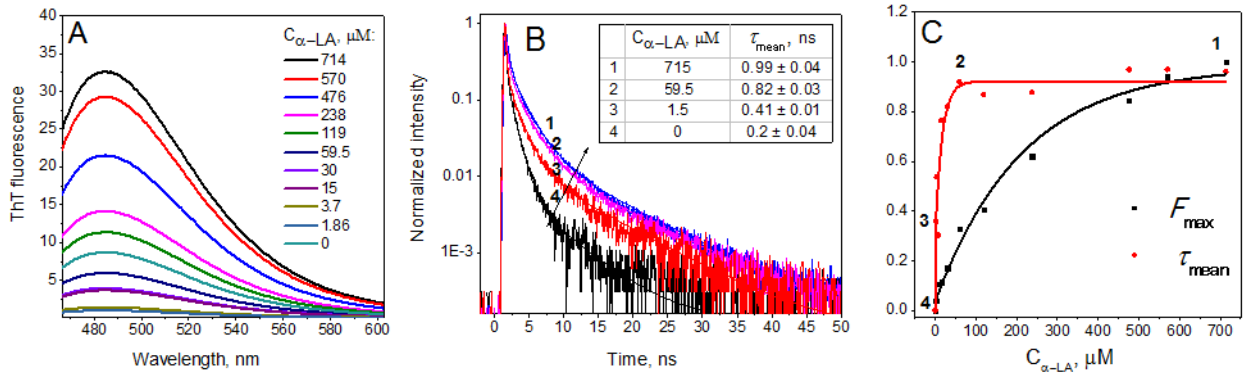 A
C α−LA, μM:
714
570
476
238
119
59.5
30
15
3.7
1.86
0
40
35
30
25
20
15
10
5
480 500 520 540 560 580 600
Wavelength, nm
ThT fluorescence
B
C α−LA, μM τ mean, ns
1 715 0.99 ± 0.04
2 59.5 0.82 ± 0.03
3 1.5 0.41 ± 0.01
4 0 0.2 ± 0.04
1
2
3
4
1
0.1
0.01
1E-3
0 5 10 15 20 25 30 35 40 45 50
Time, ns
Normalized intensity
C
1
2
3
4
F max
τ mean
1.2
1.0
0.8
0.6
0.4
0.2
0.0
0 100 200 300 400 500 600 700
C α-LA, μM